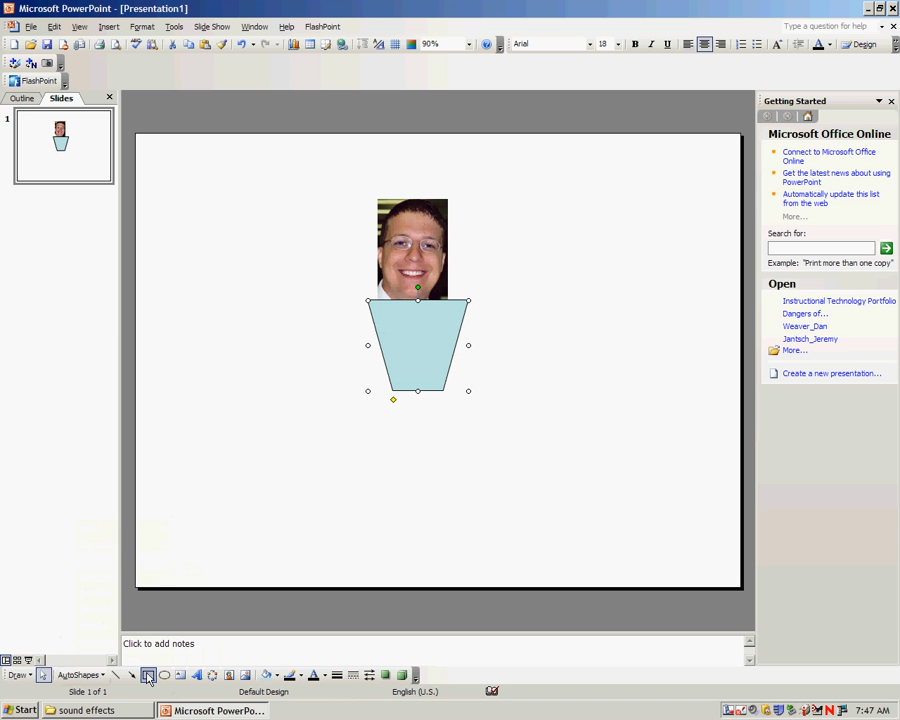 Microsoft PowerPoint - [Presentation1]
File Edit View Insert Format Tools Slide Show Window Help FlashPoint
Type a question for help
90%
Arial
18
B I U S
Design
FlashPoint
Outline Slides
1
Getting Started
Microsoft Office Online
Connect to Microsoft Office
Online
Get the latest news about using
PowerPoint
Automatically update this list
from the web
More...
Search for:
Example: "Print more than one copy"
Open
Instructional Technology Portfolio
Dangers of...
Weaver_Dan
Jantsch_Jeremy
More...
Create a new presentation...
Click to add notes
Draw AutoShapes
Slide 1 of 1
Default Design
English (U.S.)
Start
sound effects
Microsoft PowerPo...
7:47 AM